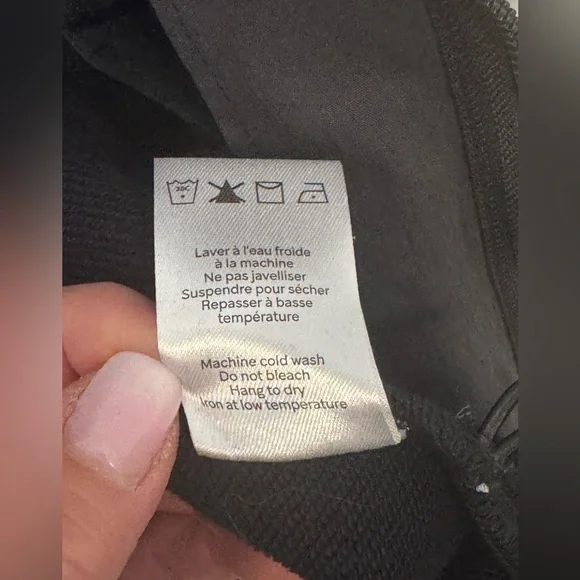 30C
Laver à l'eau froide
à la machine
Ne pas javelliser
Suspendre pour sécher
Repasser à basse
température
Machine cold wash
Do not bleach
Hang to dry
Iron at low temperature